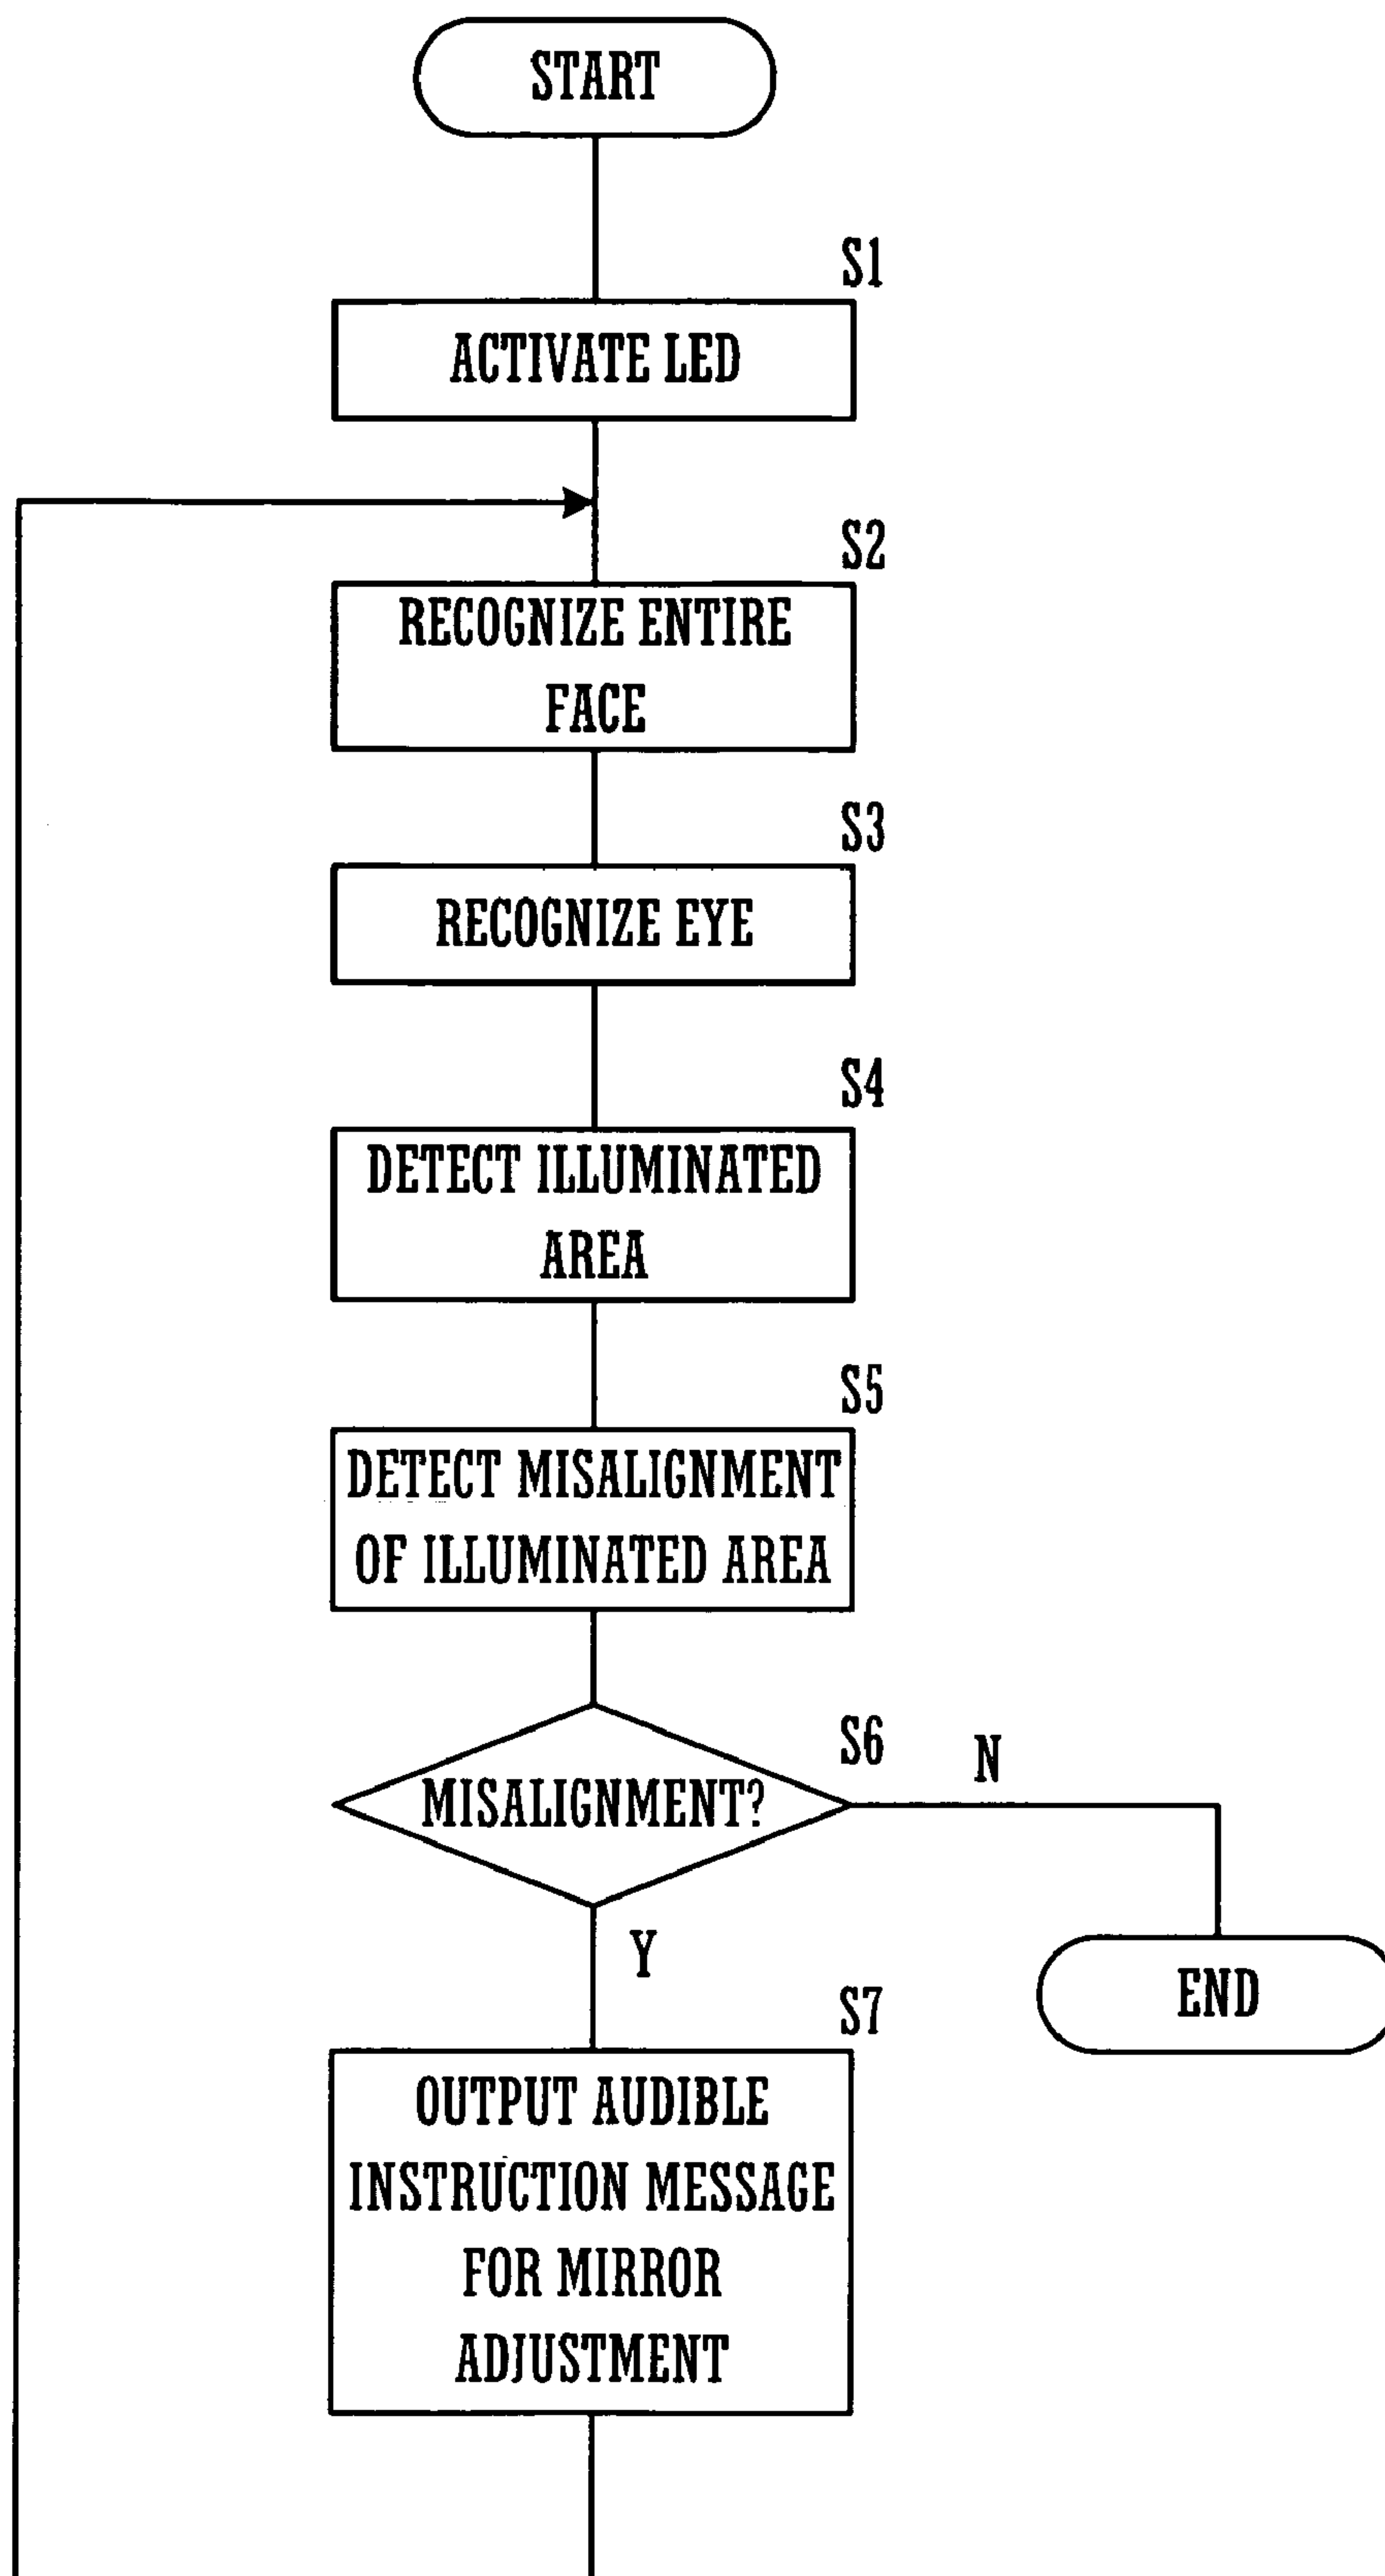 START
S1
ACTIVATE LED
S2
RECOGNIZE ENTIRE
FACE
S3
RECOGNIZE EYE
S4
DETECT ILLUMINATED
AREA
S5
DETECT MISALIGNMENT
OF ILLUMINATED AREA
S6
N
MISALIGNMENT?
Y
END
S7
OUTPUT AUDIBLE
INSTRUCTION MESSAGE
FOR MIRROR
ADJUSTMENT